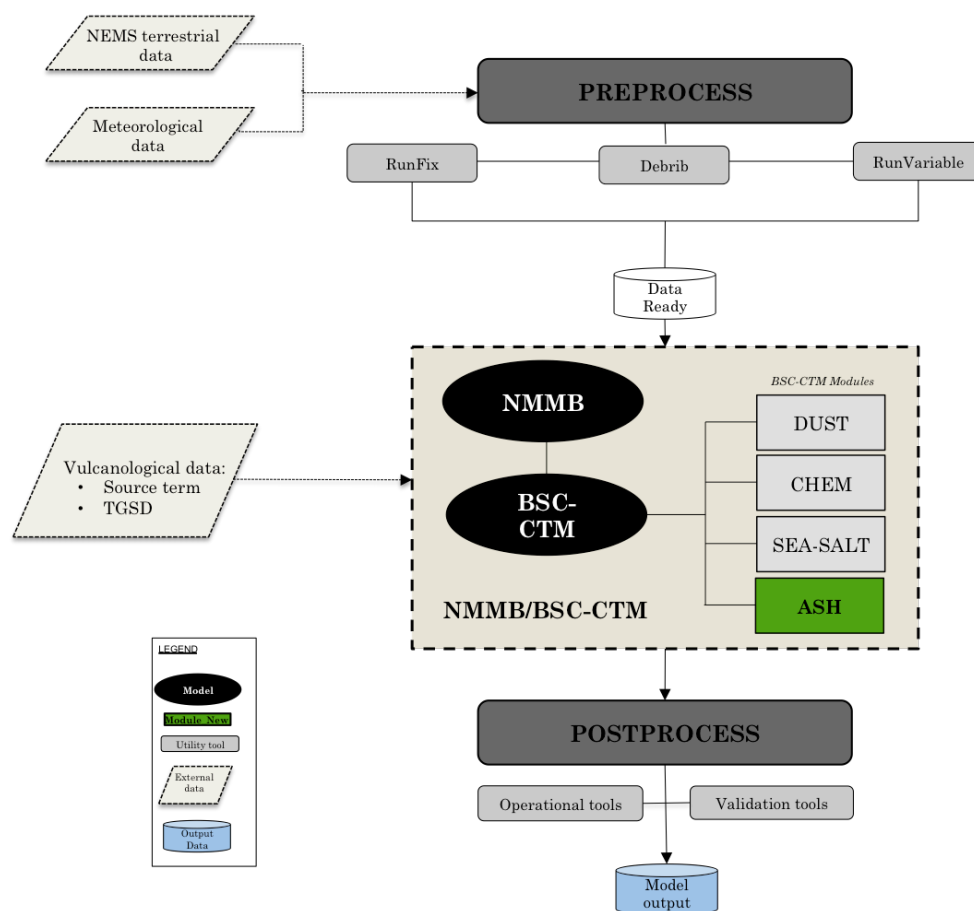 NEMS terrestrial
data
PREPROCESS
Meteorological
data
RunFix
Debrib
RunVariable
Data
Ready
BSC-CTM Modules
NMMB
DUST
Vulcanological data:
• Source term
• TGSD
CHEM
BSC-
CTM
SEA-SALT
NMMB/BSC-CTM
ASH
LEGEND
Model
Module_New
Utility tool
External
data
Output
Data
POSTPROCESS
Operational tools
Validation tools
Model
output